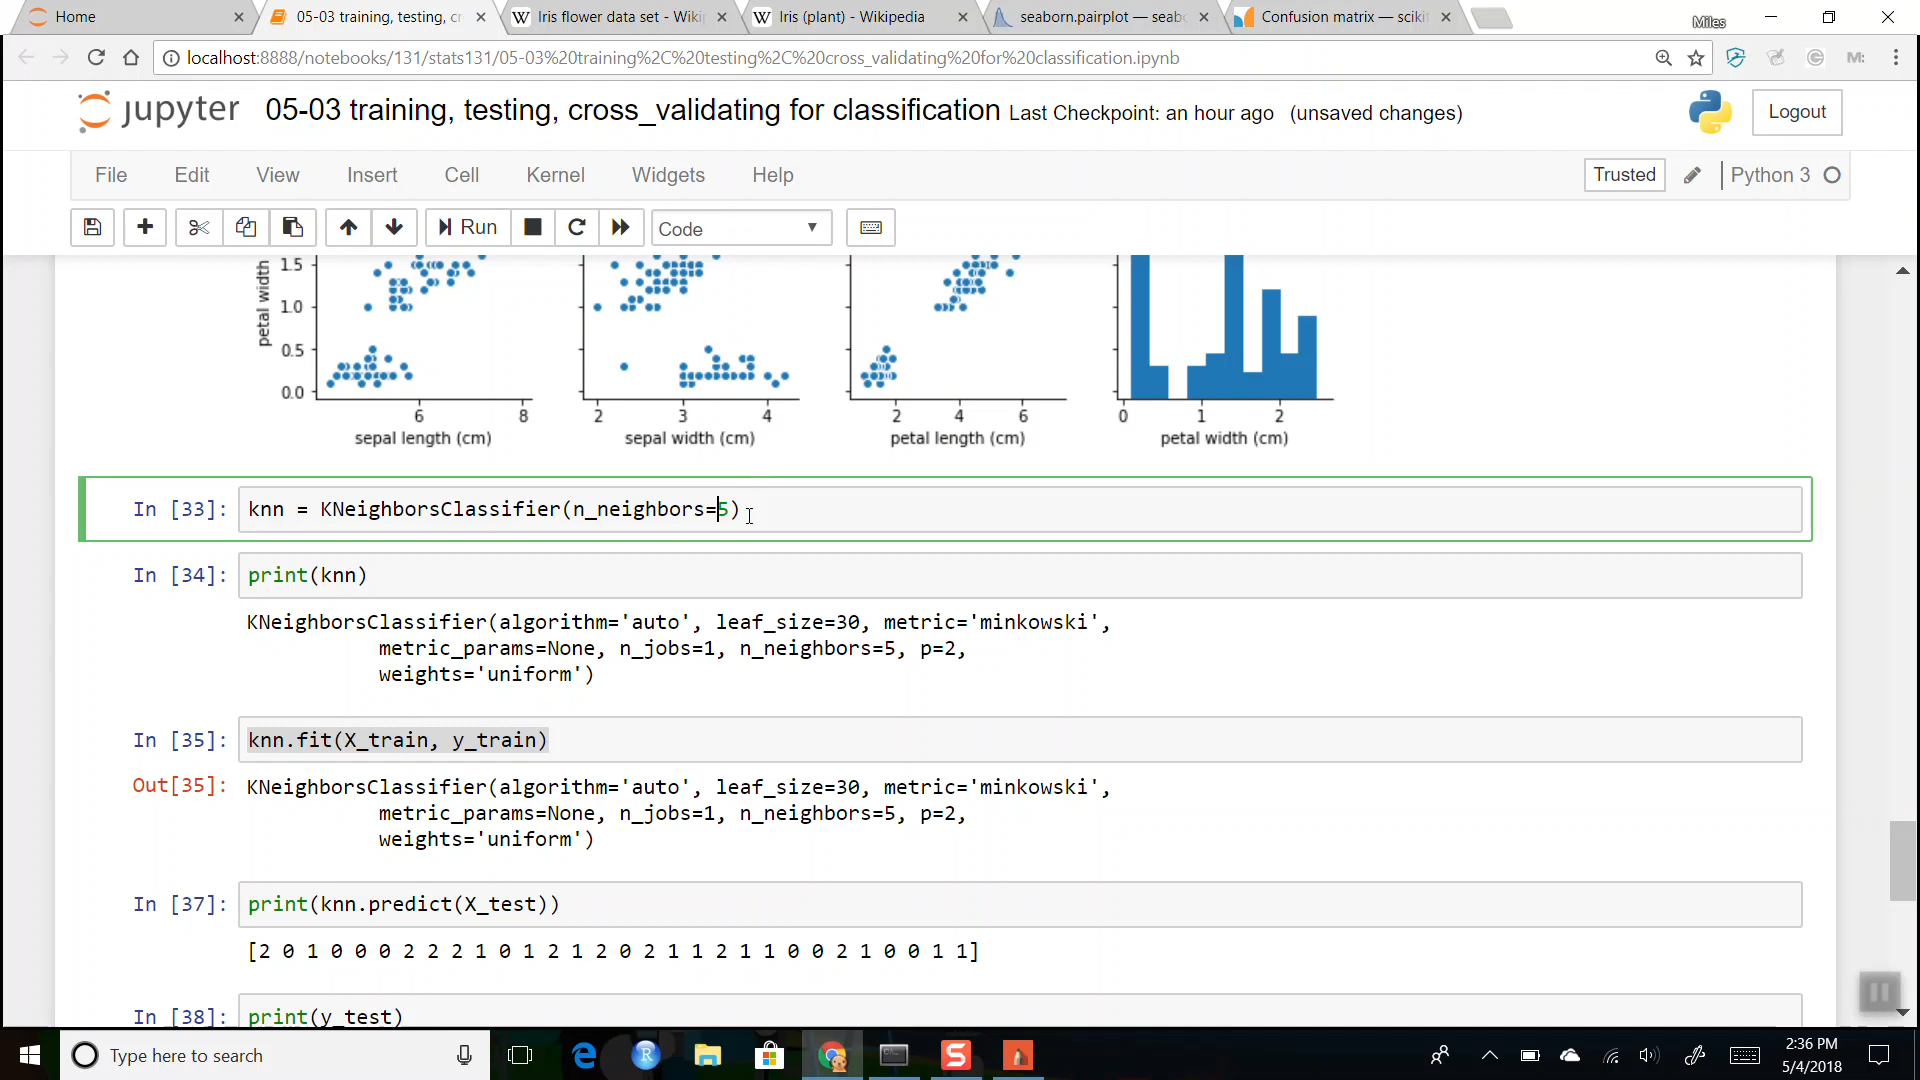 Home
05-03 training, testing, cr
Iris flower data set - Wiki
Iris (plant) - Wikipedia
seaborn.pairplot — seab
Confusion matrix — sciki
Miles
localhost:8888/notebooks/131/stats131/05-03%20training%2C%20testing%2C%20cross_validating%20for%20classification.ipynb
jupyter 05-03 training, testing, cross_validating for classification Last Checkpoint: an hour ago (unsaved changes)
Logout
File Edit View Insert Cell Kernel Widgets Help
Trusted
Python 3
Run
Code
petal width
1.5
1.0
0.5
0.0
6 8 2 3 4 2 4 6 0 1 2
sepal length (cm) sepal width (cm) petal length (cm) petal width (cm)
In [33]: knn = KNeighborsClassifier(n_neighbors=5)
In [34]: print(knn)
KNeighborsClassifier(algorithm='auto', leaf_size=30, metric='minkowski',
metric_params=None, n_jobs=1, n_neighbors=5, p=2,
weights='uniform')
In [35]: knn.fit(X_train, y_train)
Out[35]: KNeighborsClassifier(algorithm='auto', leaf_size=30, metric='minkowski',
metric_params=None, n_jobs=1, n_neighbors=5, p=2,
weights='uniform')
In [37]: print(knn.predict(X_test))
[2 0 1 0 0 0 2 2 2 1 0 1 2 1 2 0 2 1 1 2 1 1 0 0 2 1 0 0 1 1]
In [38]: print(y_test)
Type here to search
2:36 PM
5/4/2018